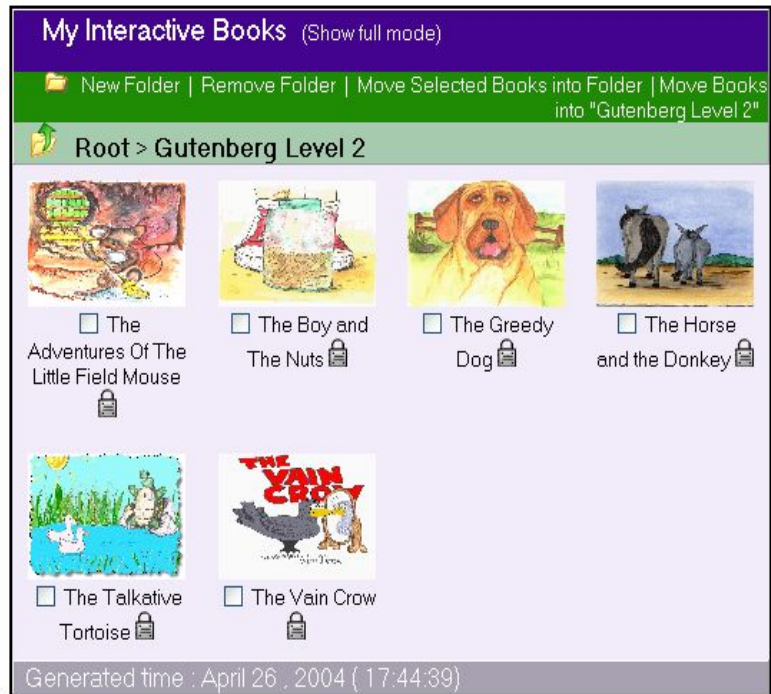 My Interactive Books (Show full mode)
New Folder | Remove Folder | Move Selected Books into Folder | Move Books
into "Gutenberg Level 2"
Root > Gutenberg Level 2
The
Adventures Of The
Little Field Mouse
The Boy and
The Nuts
The Greedy
Dog
The Horse
and the Donkey
THE
VAIN
CROW
The Talkative
Tortoise
The Vain Crow
Generated time : April 26 , 2004 ( 17:44:39)